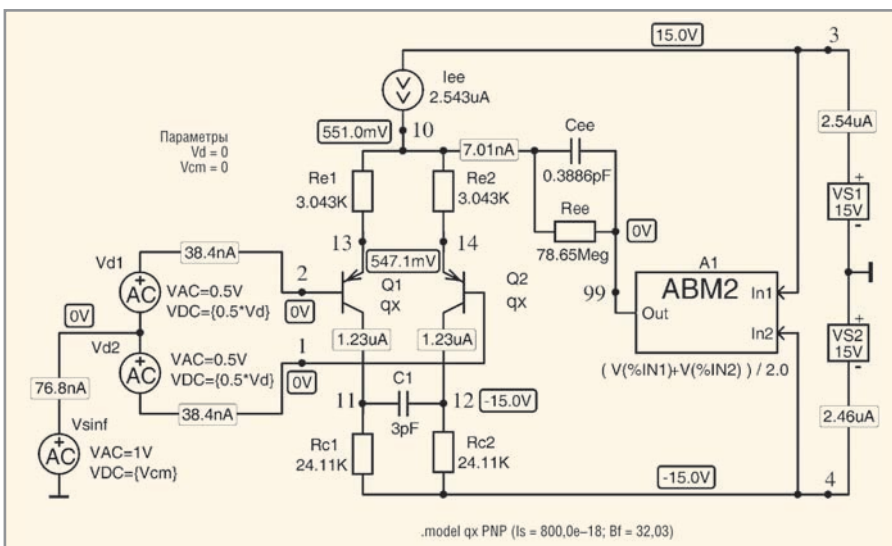 15.0V
3
Iee
2.543uA
551.0mV
10
Cee
7.01nA
0.3886pF
2.54uA
Параметры
Vd = 0
Vcm = 0
Re1
3.043K
Re2
3.043K
Ree
78.65Meg
0V
VS1
15V
+
-
13
14
547.1mV
38.4nA
2
Vd1
AC
+
VAC=0.5V
VDC={0.5*Vd}
0V
Q1
qx
Q2
qx
A1
ABM2
In1
99
Out
In2
( V(%IN1)+V(%IN2) ) / 2.0
0V
Vd2
AC
+
VAC=0.5V
VDC={0.5*Vd}
1
0V
1.23uA
1.23uA
VS2
15V
+
-
76.8nA
38.4nA
C1
11
12
3pF
-15.0V
2.46uA
Vsinf
AC
+
VAC=1V
VDC={Vcm}
Rc1
24.11K
Rc2
24.11K
-15.0V
4
.model qx PNP (Is = 800,0e–18; Bf = 32,03)